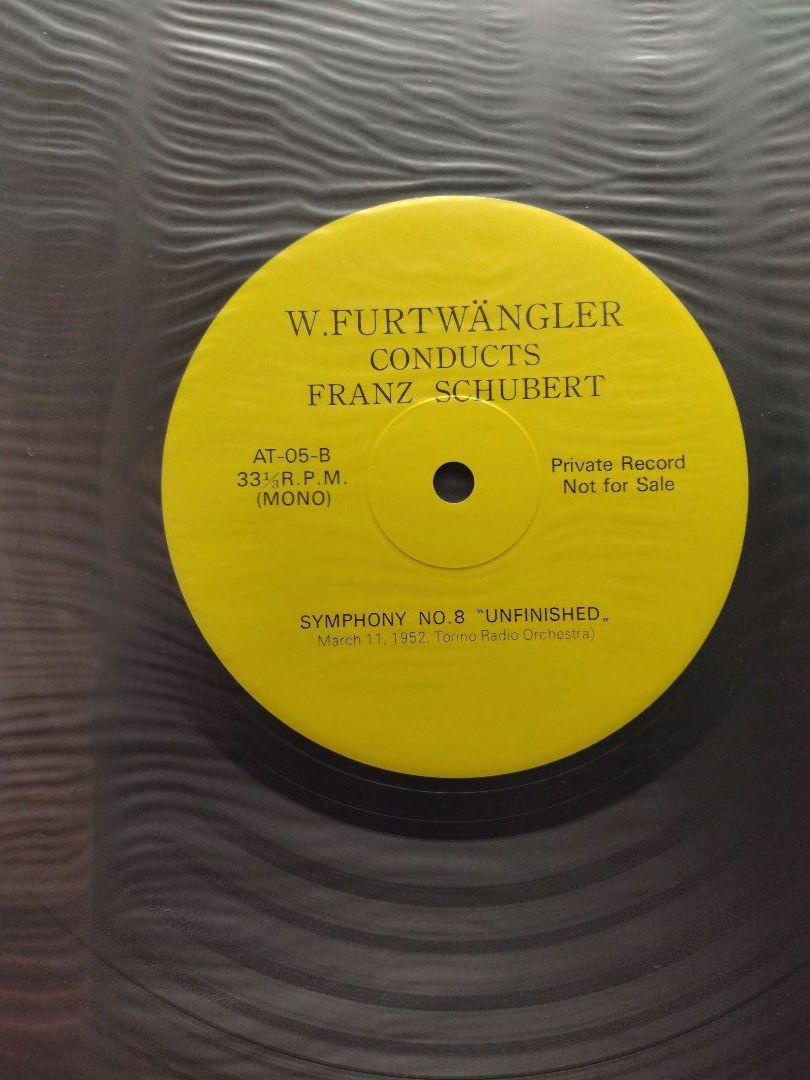 W.FURTWÄNGLER
CONDUCTS
FRANZ SCHUBERT
AT-05-B
33⅓R.P.M.
(MONO)
Private Record
Not for Sale
SYMPHONY NO.8 "UNFINISHED„
March 11, 1952, Torino Radio Orchestra)